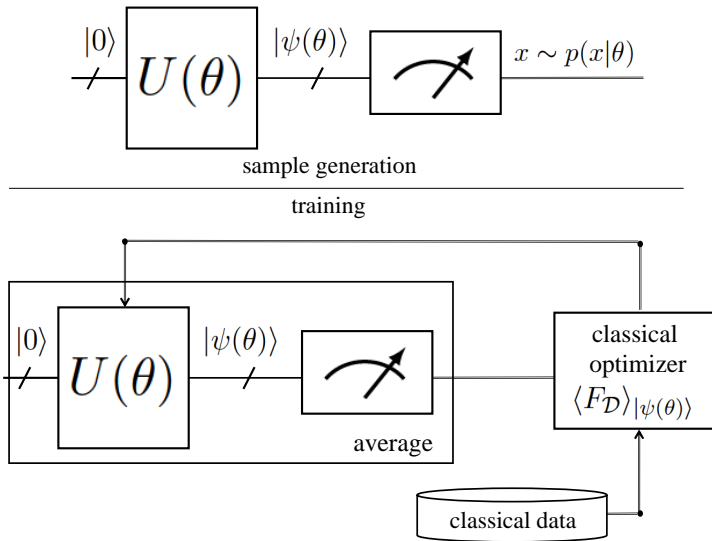 |0⟩ |ψ(θ)⟩ x ∼ p(x|θ)
U(θ)
sample generation
training
|0⟩ |ψ(θ)⟩
U(θ)
classical
optimizer
⟨F_𝒟⟩_|ψ(θ)⟩
average
classical data